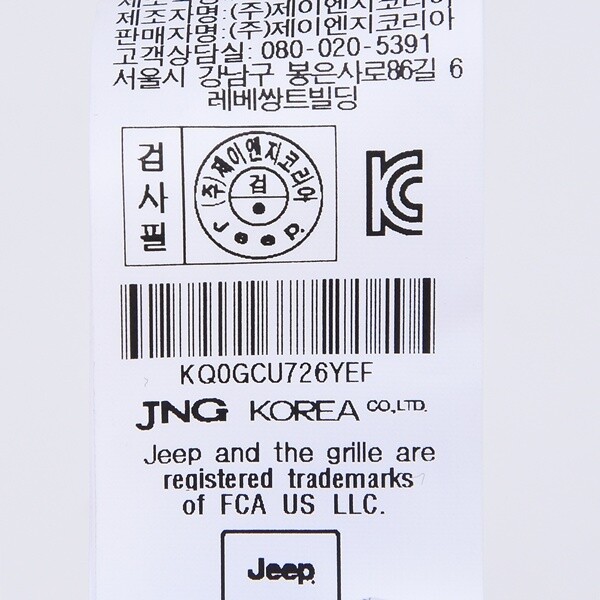 제조자명:(주)제이엔지코리아
판매자명:(주)제이엔지코리아
고객상담실: 080-020-5391
서울시 강남구 봉은사로86길 6
레베쌍트빌딩
검사필
(주)제이엔지코리아
검
Jeep.
KC
KQ0GCU726YEF
JNG KOREA CO.,LTD.
Jeep and the grille are
registered trademarks
of FCA US LLC.
Jeep